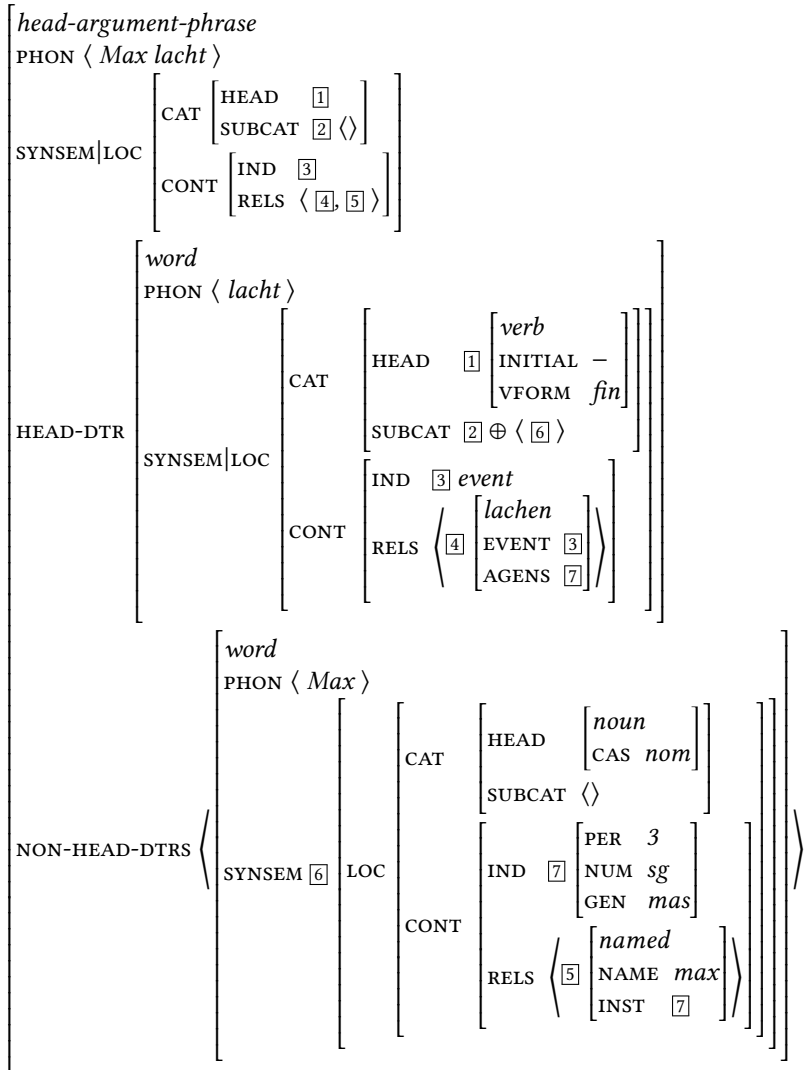 head-argument-phrase
PHON ⟨ Max lacht ⟩
SYNSEM|LOC
CAT
HEAD 1
SUBCAT 2 ⟨⟩
CONT
IND 3
RELS ⟨ 4, 5 ⟩
HEAD-DTR
word
PHON ⟨ lacht ⟩
SYNSEM|LOC
CAT
HEAD 1
verb
INITIAL −
VFORM fin
SUBCAT 2 ⊕ ⟨ 6 ⟩
CONT
IND 3 event
RELS ⟨ 4
lachen
EVENT 3
AGENS 7 ⟩
NON-HEAD-DTRS ⟨
word
PHON ⟨ Max ⟩
SYNSEM 6
LOC
CAT
HEAD
noun
CAS nom
SUBCAT ⟨⟩
CONT
IND 7
PER 3
NUM sg
GEN mas
RELS ⟨ 5
named
NAME max
INST 7 ⟩ ⟩